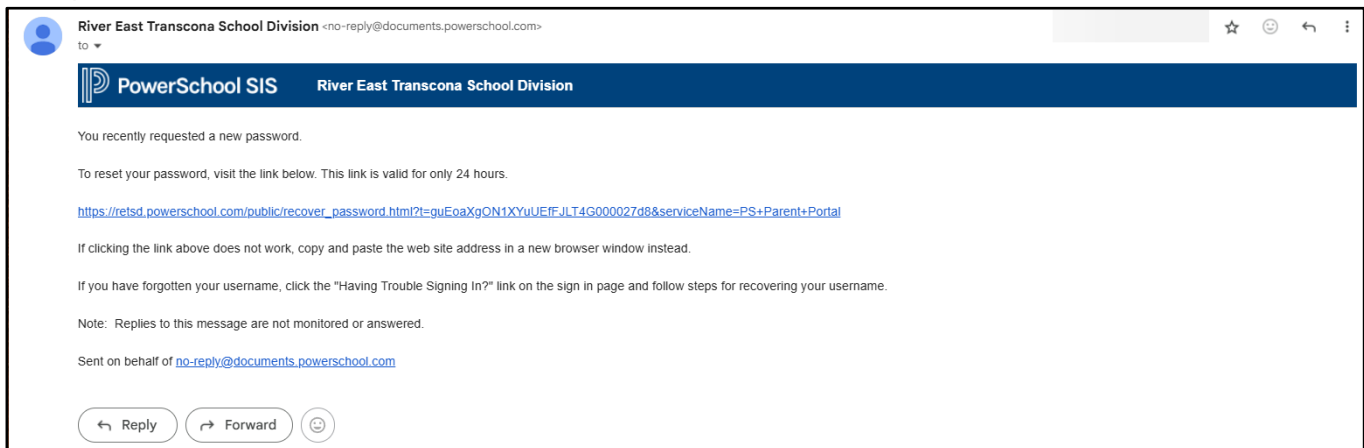 River East Transcona School Division <no-reply@documents.powerschool.com>
to
PowerSchool SIS River East Transcona School Division
You recently requested a new password.
To reset your password, visit the link below. This link is valid for only 24 hours.
https://retsd.powerschool.com/public/recover_password.html?t=guEoaXgON1XYuUEfFJLT4G000027d8&serviceName=PS+Parent+Portal
If clicking the link above does not work, copy and paste the web site address in a new browser window instead.
If you have forgotten your username, click the "Having Trouble Signing In?" link on the sign in page and follow steps for recovering your username.
Note:  Replies to this message are not monitored or answered.
Sent on behalf of no-reply@documents.powerschool.com
Reply Forward